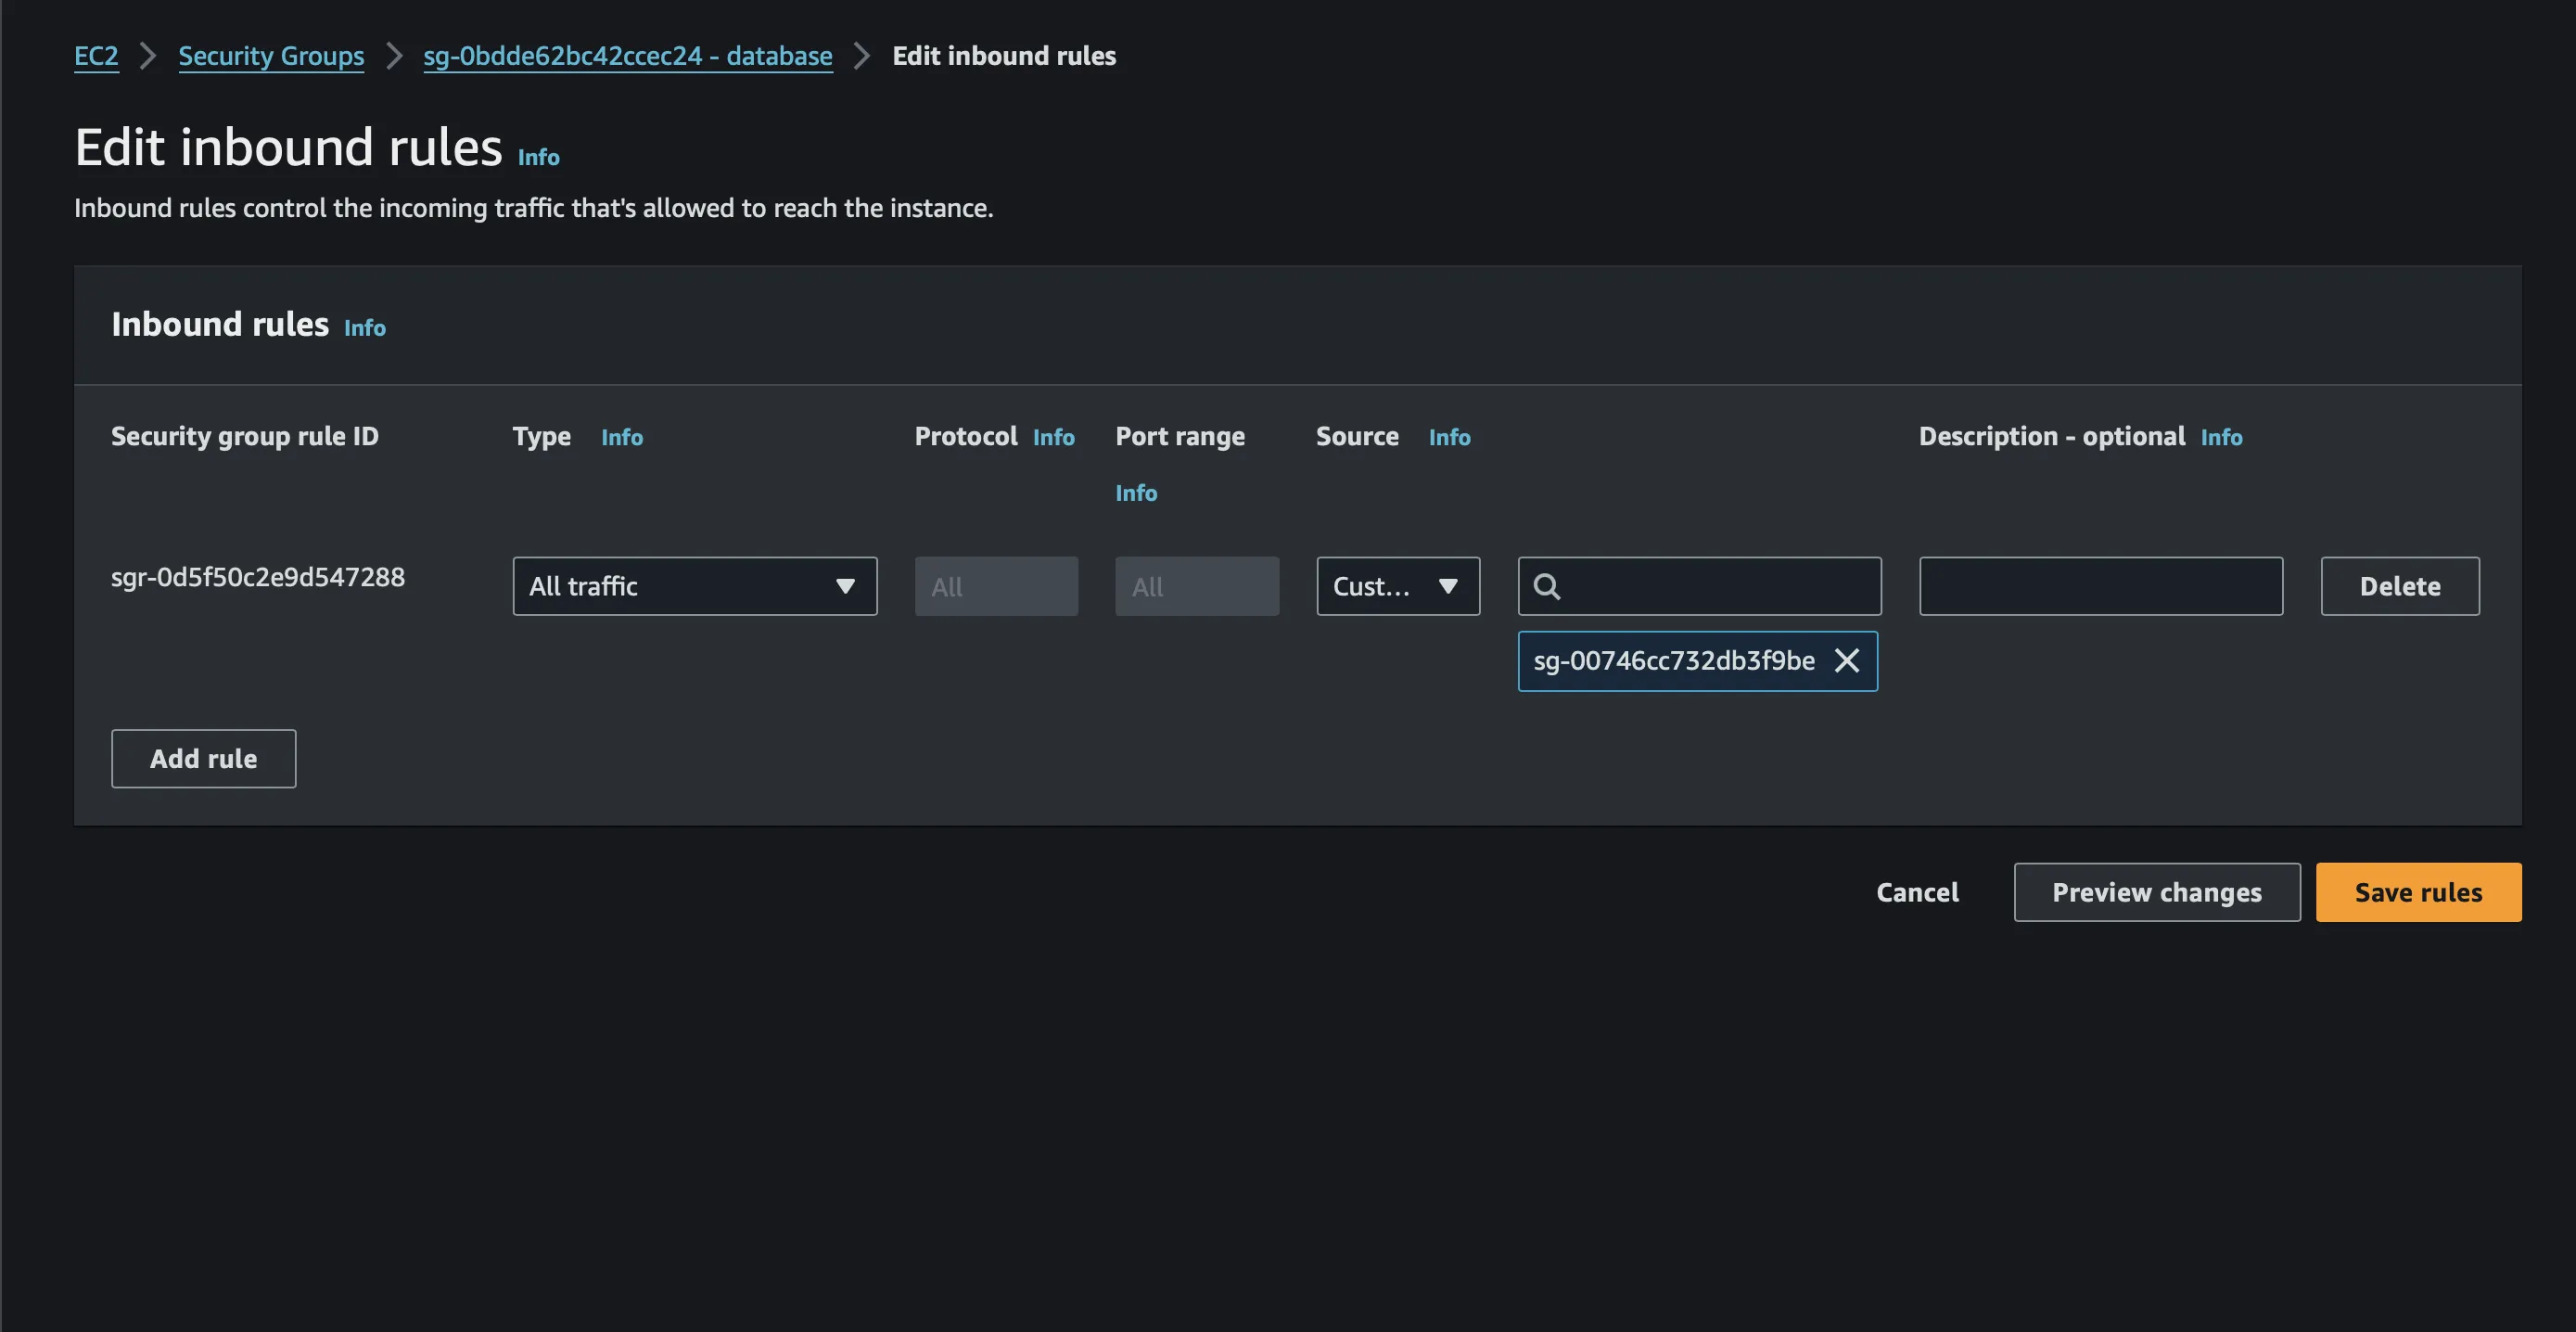 EC2 > Security Groups > sg-0bdde62bc42ccec24 - database > Edit inbound rules
Edit inbound rules Info
Inbound rules control the incoming traffic that's allowed to reach the instance.
Inbound rules Info
Security group rule ID Type Info Protocol Info Port range Info Source Info Description - optional Info
sgr-0d5f50c2e9d547288 All traffic All All Cust... Delete
sg-00746cc732db3f9be
Add rule
Cancel Preview changes Save rules